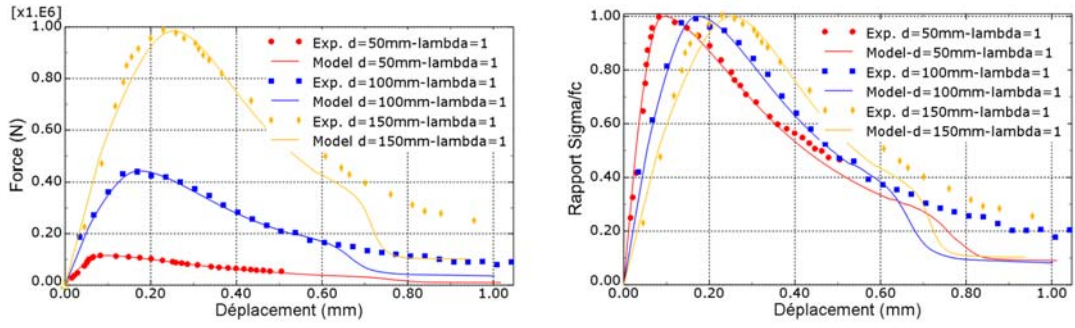 [x1.E6]
1.00
0.80
0.60
0.40
0.20
0.00
Force (N)
Exp. d=50mm-lambda=1
Model d=50mm-lambda=1
Exp. d=100mm-lambda=1
Model d=100mm-lambda=1
Exp. d=150mm-lambda=1
Model d=150mm-lambda=1
0.00 0.20 0.40 0.60 0.80 1.00
Déplacement (mm)
1.00
0.80
0.60
0.40
0.20
0.00
Rapport Sigma/fc
Exp. d=50mm-lambda=1
Model-d=50mm-lambda=1
Exp. d=100mm-lambda=1
Model-d=100mm-lambda=1
Exp. d=150mm-lambda=1
Model-d=150mm-lambda=1
0.00 0.20 0.40 0.60 0.80 1.00
Déplacement (mm)